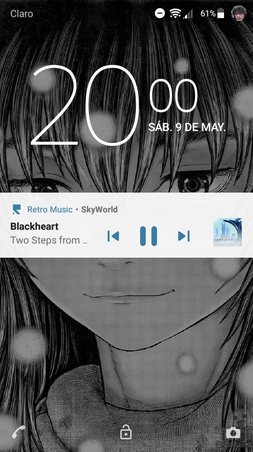 Claro 61%
20 00
SÁB. 9 DE MAY.
Retro Music • SkyWorld
Blackheart
Two Steps from ..